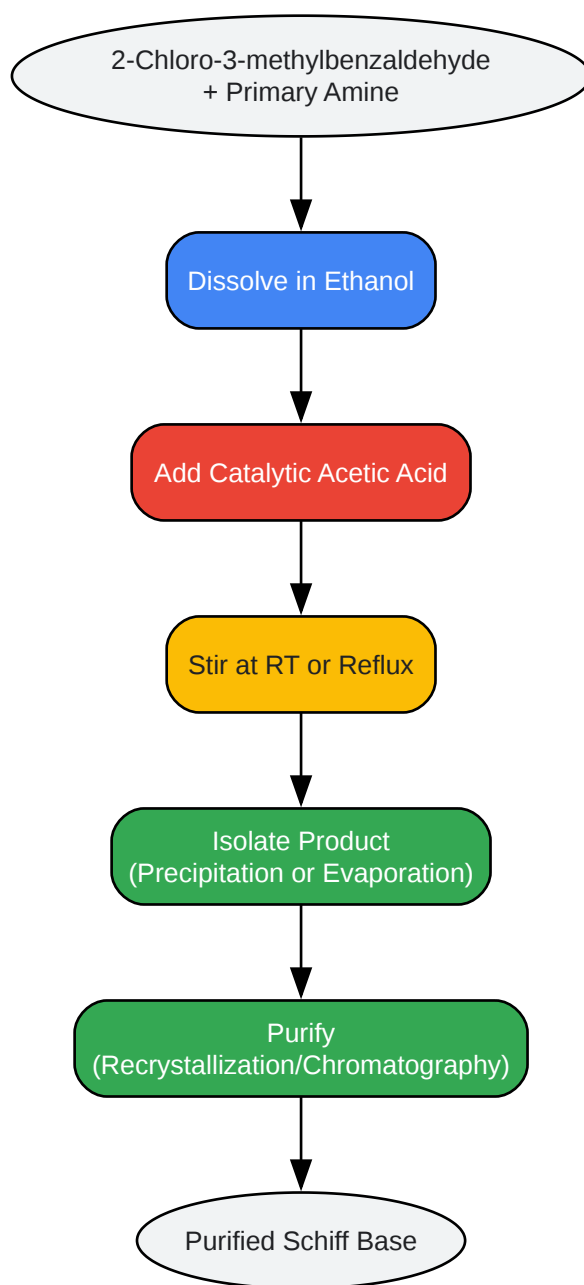 2-Chloro-3-methylbenzaldehyde
+ Primary Amine
Dissolve in Ethanol
Add Catalytic Acetic Acid
Stir at RT or Reflux
Isolate Product
(Precipitation or Evaporation)
Purify
(Recrystallization/Chromatography)
Purified Schiff Base